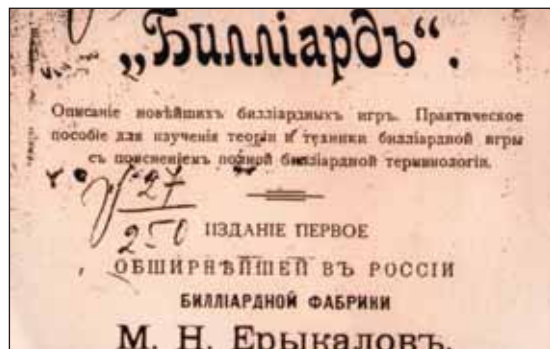 „Билліардъ“.
Описаніе новѣйшихъ билліардныхъ игръ. Практическое
пособіе для изученія теоріи и техники билліардной игры
съ поясненіемъ полной билліардной терминологіи.
27
250
ИЗДАНІЕ ПЕРВОЕ
ОБШИРНѢЙШЕЙ ВЪ РОССІИ
БИЛЛІАРДНОЙ ФАБРИКИ
М. Н. Ерыкаловъ.